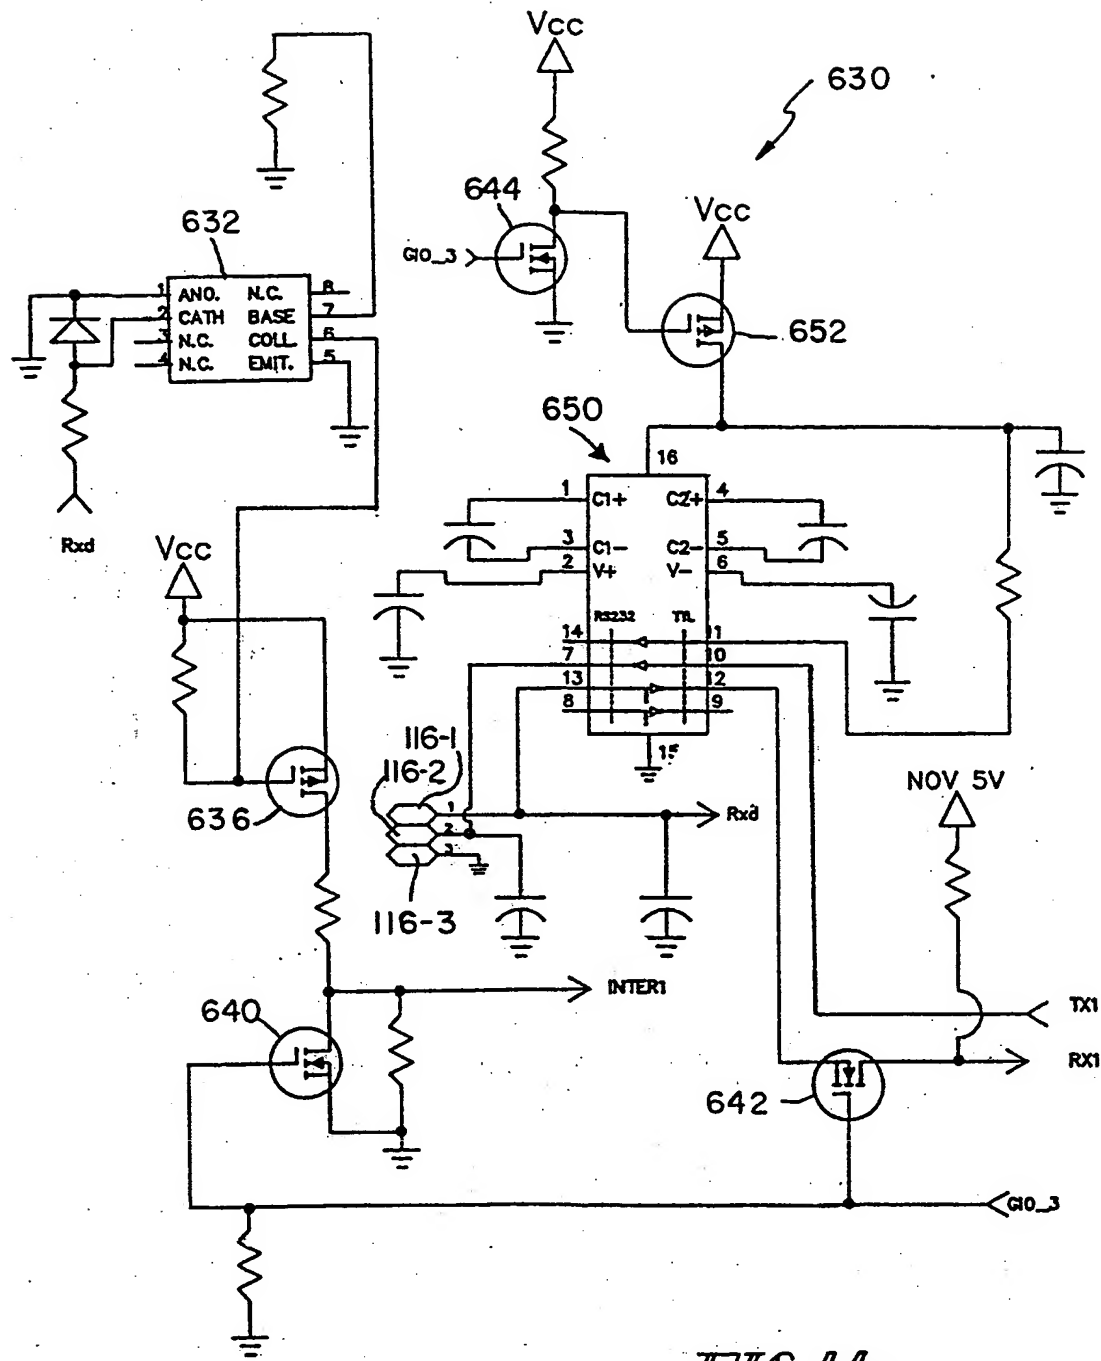 Vcc
630
644
Vcc
632
GIO_3
1 ANO. N.C. 8
2 CATH BASE 7
3 N.C. COLL. 6
4 N.C. EMIT. 5
652
650
16
1 C1+ C2+ 4
3 C1- C2- 5
2 V+ V- 6
Rxd
Vcc
RS232 TTL
14 11
7 10
13 12
8 9
15
116-1
116-2
NOV 5V
636
1
2
3
Rxd
116-3
INTER1
640
TX1
RX1
642
GIO_3